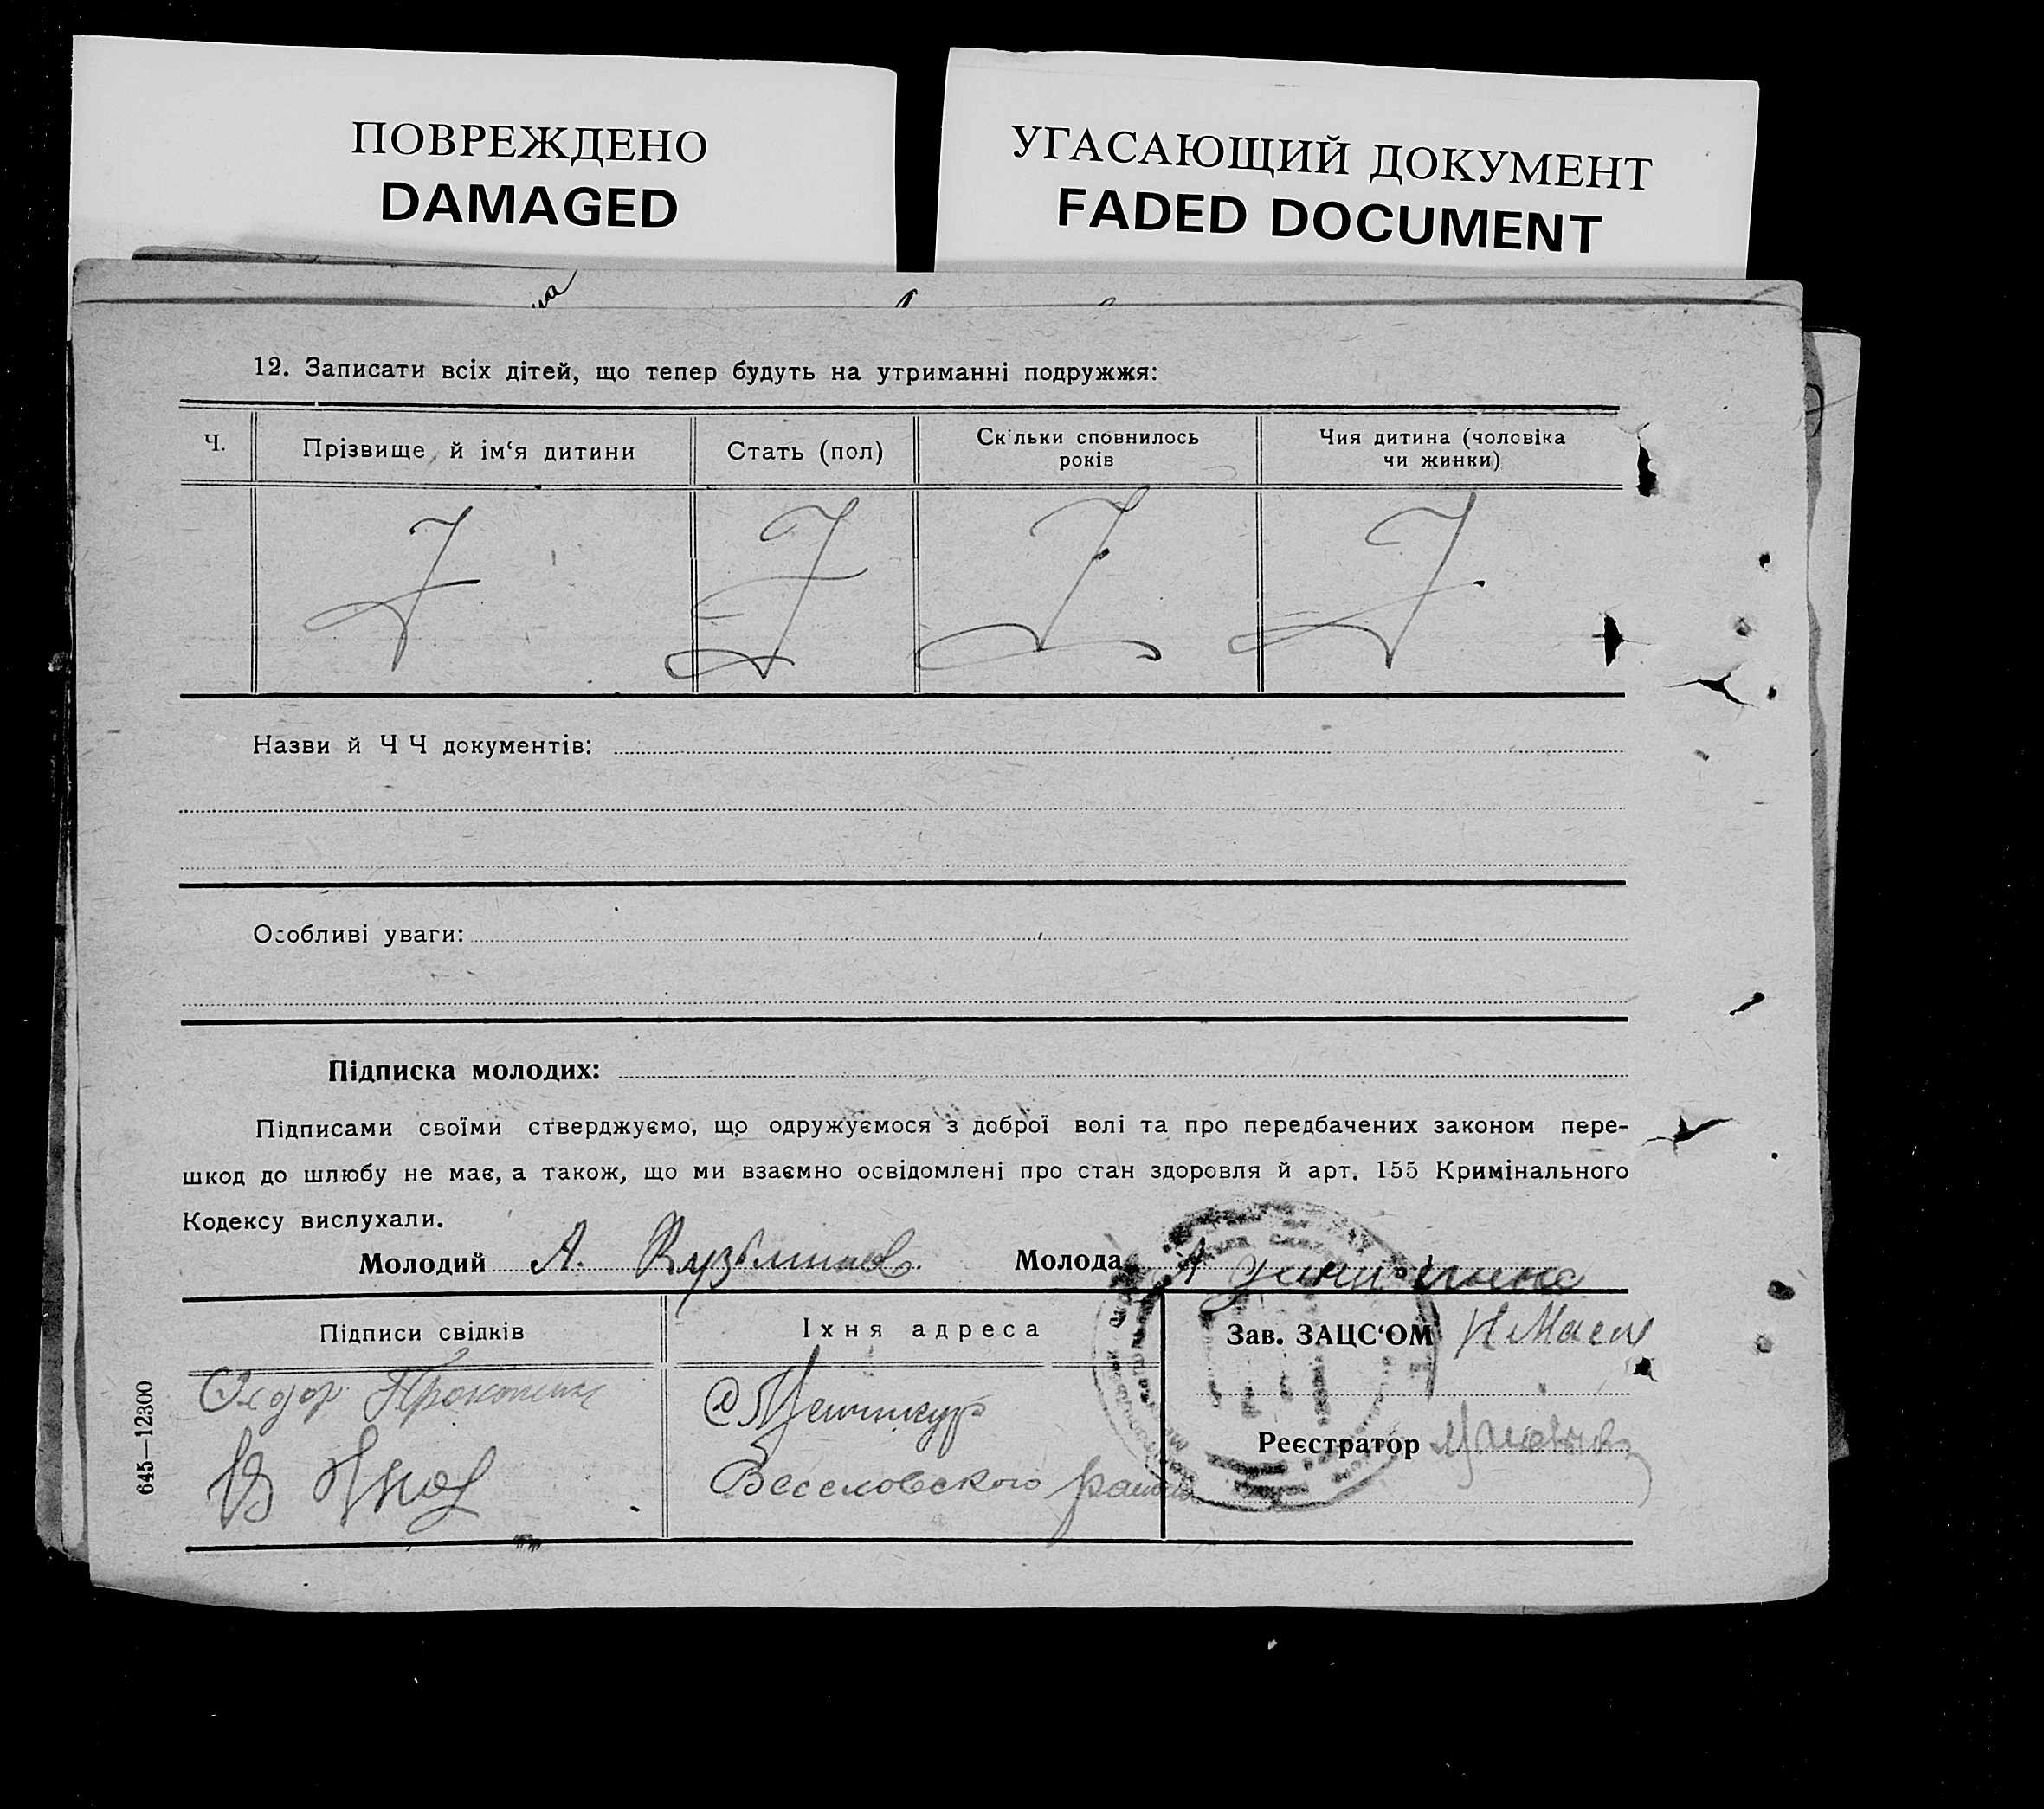 ПОВРЕЖДЕНО
DAMAGED
УГАСАЮЩИЙ ДОКУМЕНТ
FADED DOCUMENT
12. Записати всіх дітей, що тепер будуть на утриманні подружжя:
Ч.
Прізвище й ім‘я дитини
Стать (пол)
Скільки сповнилось
років
Чия дитина (чоловіка
чи жинки)
Назви й Ч Ч документів:
Особливі уваги:
Підписка молодих:
Підписами своїми стверджуємо, що одружуємося з доброї волі та про передбачених законом пере-
шкод до шлюбу не має, а також, що ми взаємно освідомлені про стан здоровля й арт. 155 Кримінального
Кодексу вислухали.
Молодий А.
Молода А
Підписи свідків
Їхня адреса
Зав. ЗАЦС‘ОМ
Реєстратор
Веселовского
645—12300